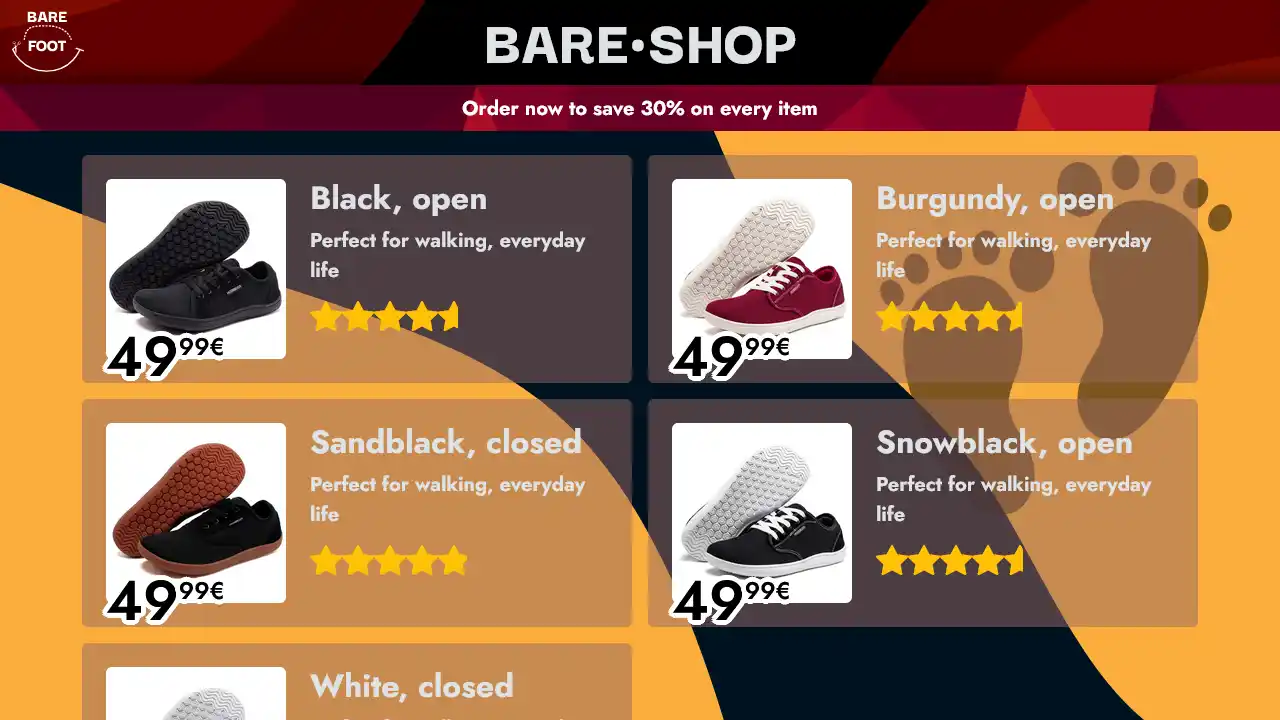 BARE
FOOT
BARE•SHOP
Order now to save 30% on every item
Black, open
Perfect for walking, everyday
life
49 99€
Burgundy, open
Perfect for walking, everyday
life
49 99€
Sandblack, closed
Perfect for walking, everyday
life
49 99€
Snowblack, open
Perfect for walking, everyday
life
49 99€
White, closed